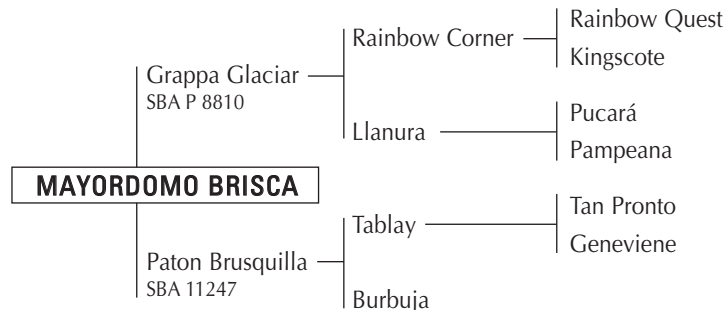 Rainbow Quest
Rainbow Corner
Kingscote
Grappa Glaciar
SBA P 8810
Pucará
Llanura
Pampeana
MAYORDOMO BRISCA
Tan Pronto
Tablay
Geneviene
Paton Brusquilla
SBA 11247
Burbuja